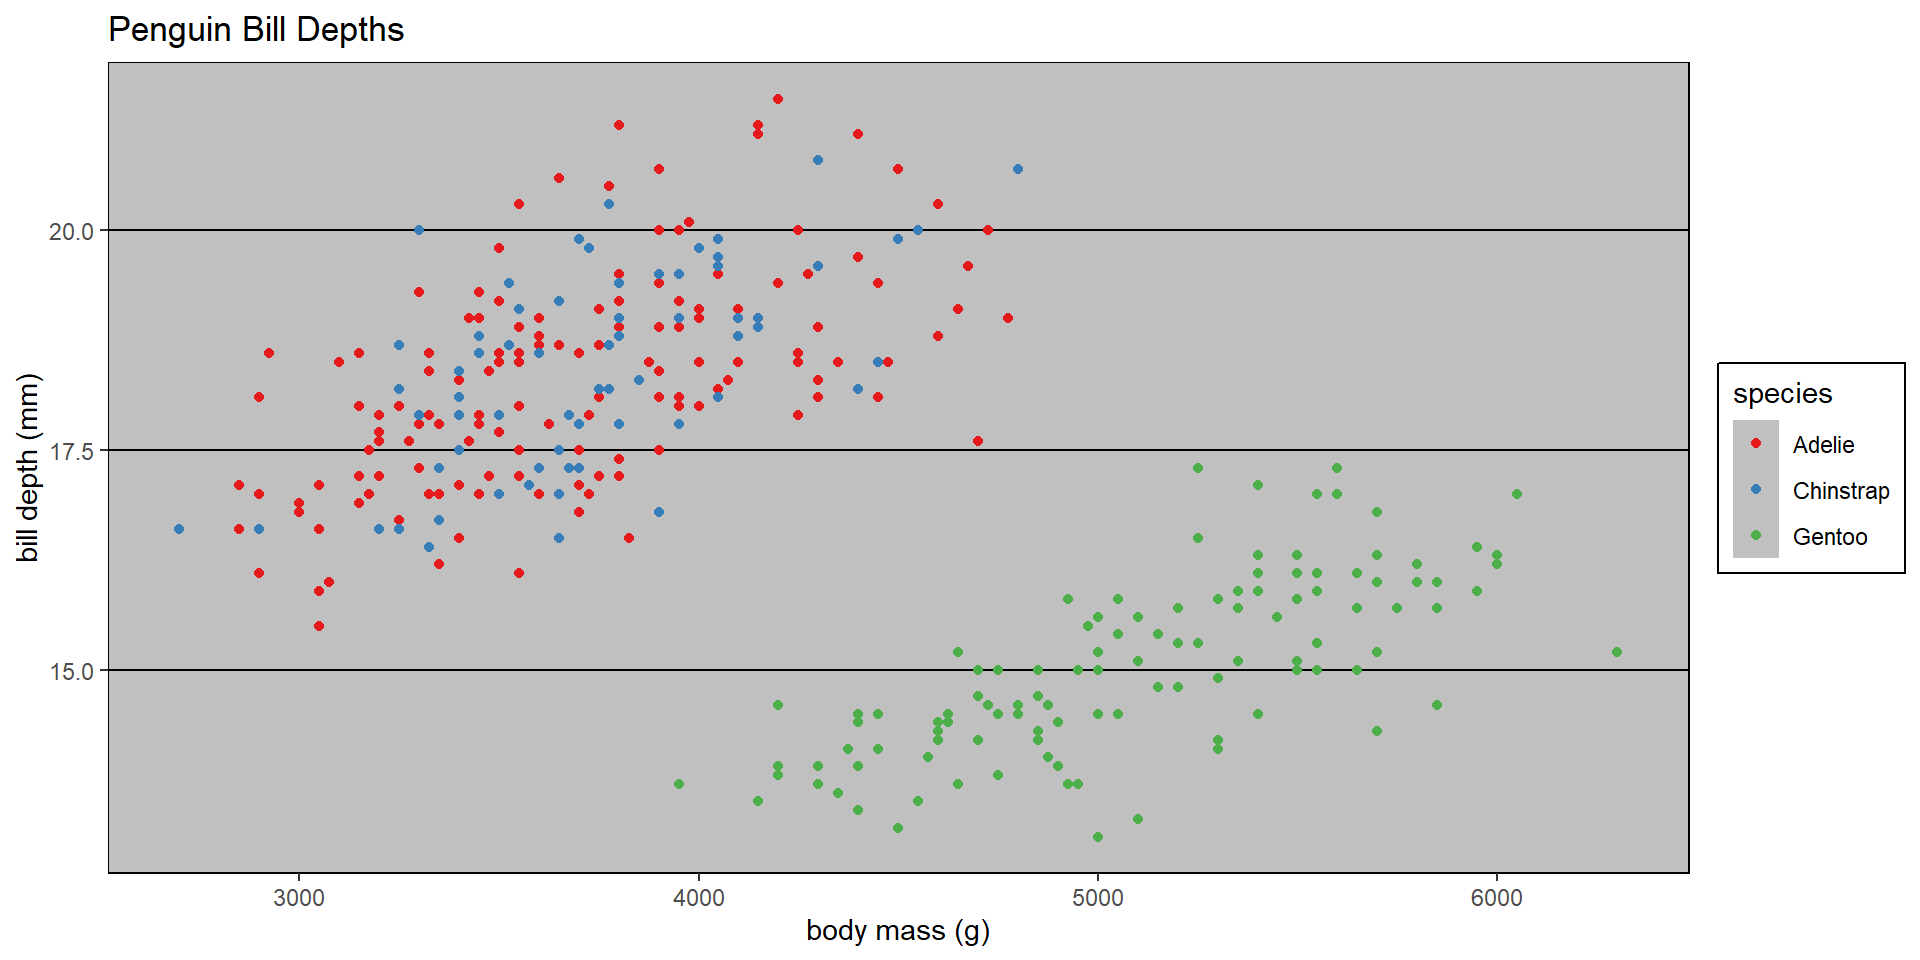 Penguin Bill Depths
bill depth (mm)
20.0
17.5
15.0
3000 4000 5000 6000
body mass (g)
species
Adelie
Chinstrap
Gentoo